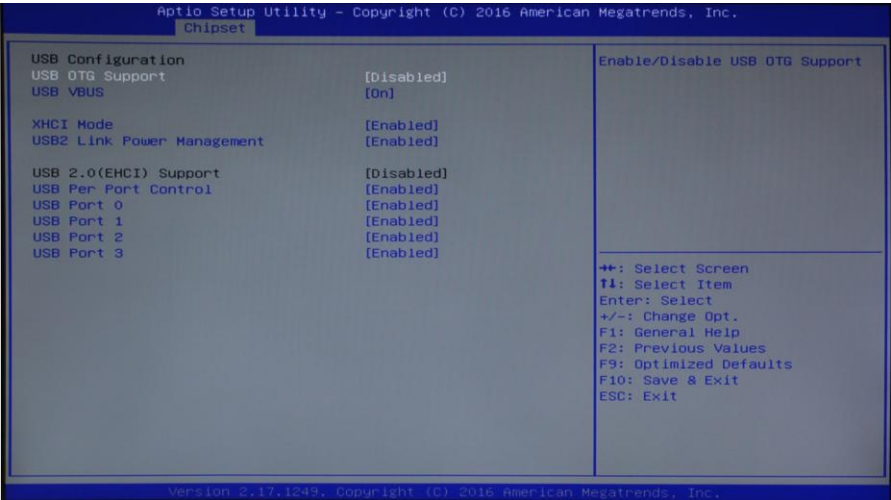 Aptio Setup Utility – Copyright (C) 2016 American Megatrends, Inc.
Chipset
USB Configuration
USB OTG Support [Disabled]
USB VBUS [On]
XHCI Mode [Enabled]
USB2 Link Power Management [Enabled]
USB 2.0(EHCI) Support [Disabled]
USB Per Port Control [Enabled]
USB Port 0 [Enabled]
USB Port 1 [Enabled]
USB Port 2 [Enabled]
USB Port 3 [Enabled]
Enable/Disable USB OTG Support
→←: Select Screen
↑↓: Select Item
Enter: Select
+/-: Change Opt.
F1: General Help
F2: Previous Values
F9: Optimized Defaults
F10: Save & Exit
ESC: Exit
Version 2.17.1249. Copyright (C) 2016 American Megatrends, Inc.